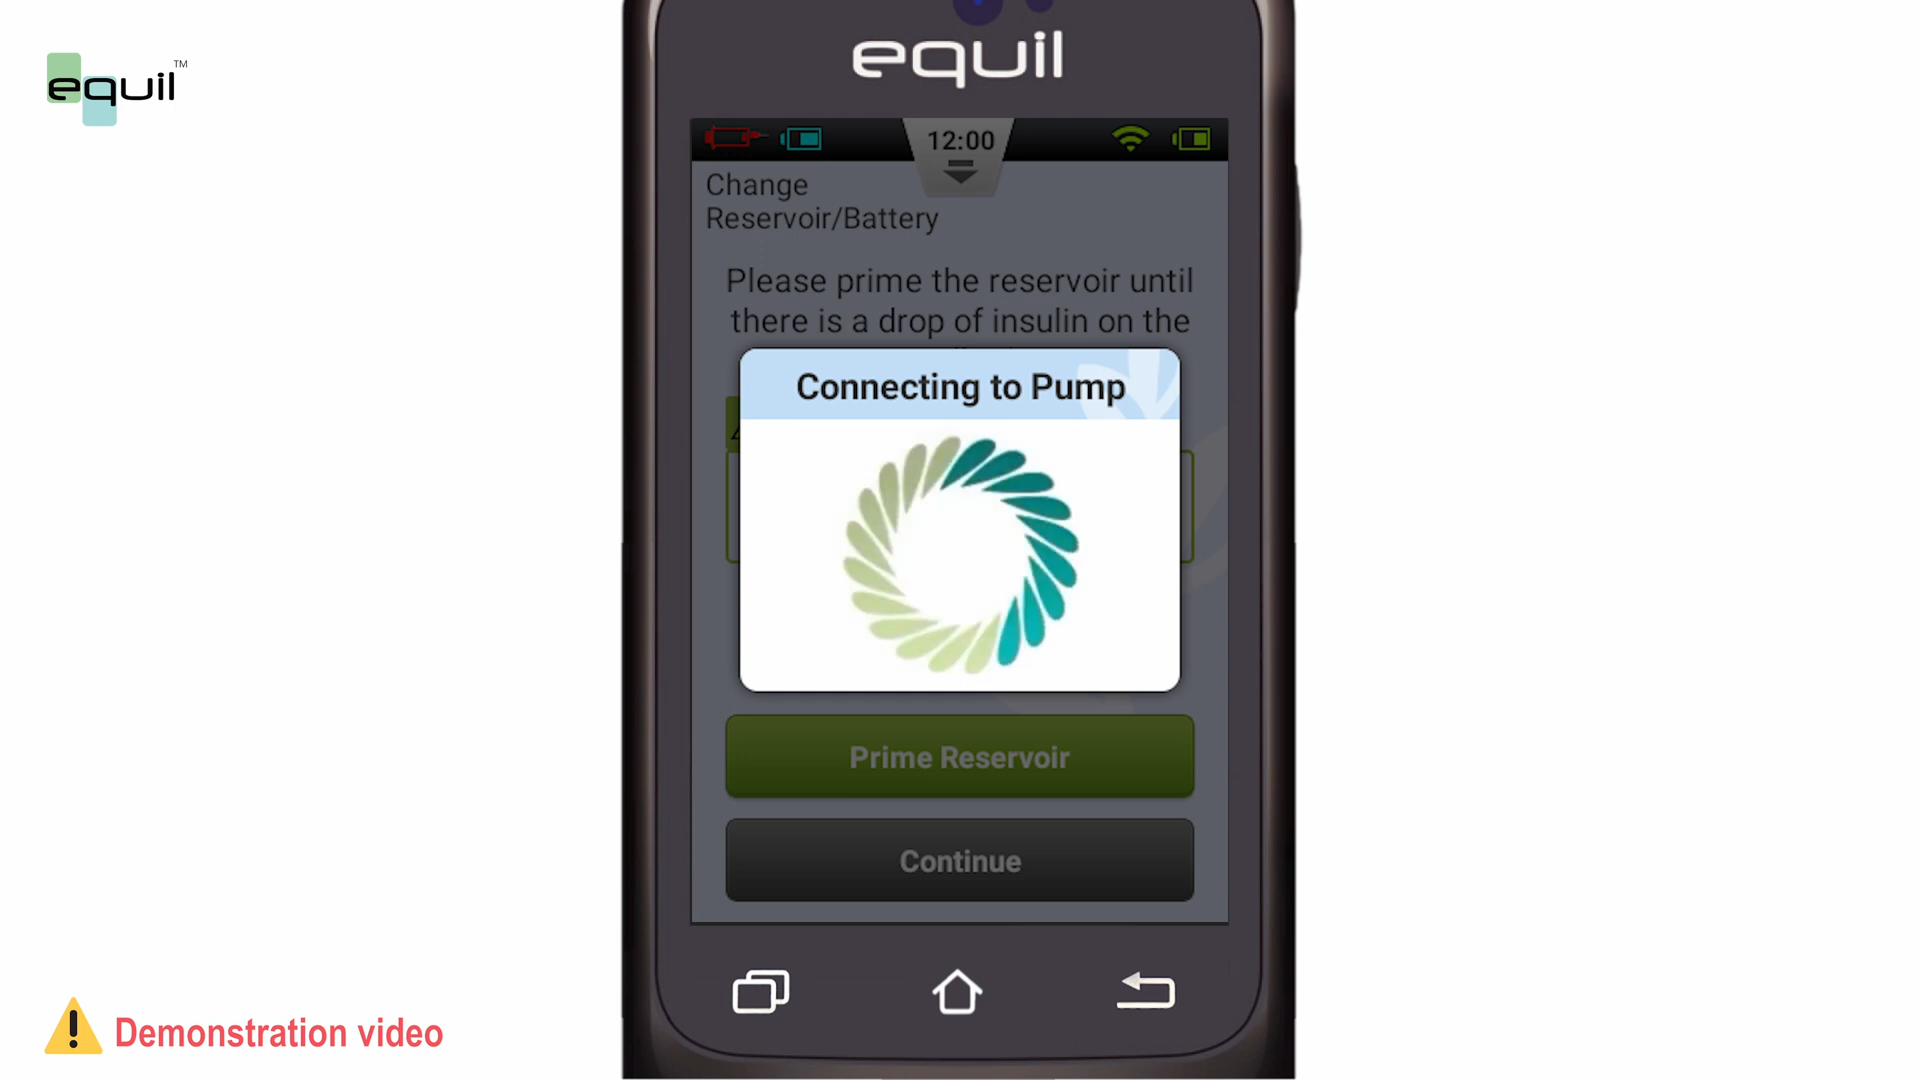 equil™
equil
12:00
Change
Reservoir/Battery
Please prime the reservoir until
there is a drop of insulin on the
Connecting to Pump
Prime Reservoir
Continue
Demonstration video